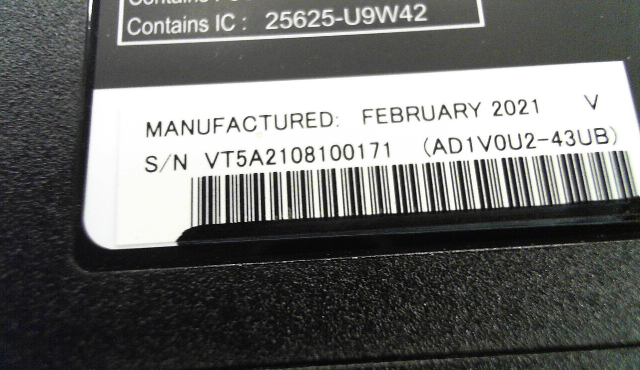 Contains IC : 25625-U9W42
MANUFACTURED: FEBRUARY 2021 V
S/N VT5A2108100171 (AD1V0U2-43UB)